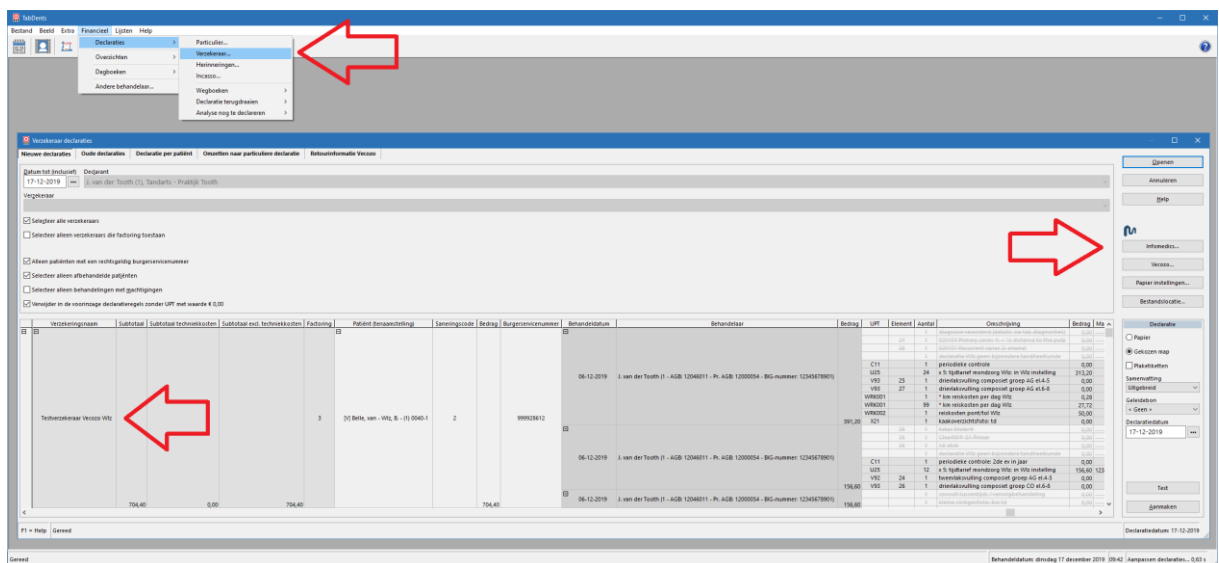 TabDents
Bestand Beeld Extra Financieel Lijsten Help
Declaraties
Overzichten
Dagboeken
Andere behandelaar...
Particulier...
Verzekeraar...
Herinneringen...
Incasso...
Wegboeken
Declaratie terugdraaien
Analyse nog te declareren
Verzekeraar declaraties
Nieuwe declaraties Oude declaraties Declaratie per patiënt Omzetten naar particuliere declaratie Retourinformatie Vecozo
Datum tot (inclusief) Declarant
17-12-2019 J. van der Tooth (1), Tandarts - Praktijk Tooth
Verzekeraar
Selecteer alle verzekeraars
Selecteer alleen verzekeraars die factoring toestaan
Alleen patiënten met een rechtsgeldig burgerservicenummer
Selecteer alleen afbehandelde patiënten
Selecteer alleen behandelingen met machtigingen
Verwijder in de voorinzage declaratieregels zonder UPT met waarde € 0,00
Openen
Annuleren
Help
Infomedics...
Vecozo...
Papier instellingen...
Bestandslocatie...
Verzekeringsnaam Subtotaal Subtotaal techniekkosten Subtotaal excl. techniekkosten Factoring Patiënt (tenaamstelling) Saneringscode Bedrag Burgerservicenummer Behandeldatum Behandelaar Bedrag UPT Element Aantal Omschrijving Bedrag Ma
C11 1 periodieke controle 0,00
U25 24 x 5: tijdtarief mondzorg Wlz: in Wlz instelling 313,20
V93 25 1 drievlaksvulling composiet groep AG el.4-5 0,00
V93 27 1 drievlaksvulling composiet groep AG el.6-8 0,00
WRK001 1 * km reiskosten per dag Wlz 0,28
WRK001 99 * km reiskosten per dag Wlz 27,72
WRK002 1 reiskosten pont/tol Wlz 50,00
X21 1 kaakoverzichtsfoto: td 0,00
06-12-2019 J. van der Tooth (1 - AGB: 12046011 - Pr. AGB: 12000054 - BIG-nummer: 12345678901) 391,20
Testverzekeraar Vecozo Wlz 3 [V] Belle, van - Wlz, B. - (1) 0040-1 2 999928612
C11 1 periodieke controle: 2de ev in jaar 0,00
U25 12 x 5: tijdtarief mondzorg Wlz: in Wlz instelling 156,60 123
V92 24 1 tweevlaksvulling composiet groep AG el.4-5 0,00
V93 26 1 drievlaksvulling composiet groep CO el.6-8 0,00
06-12-2019 J. van der Tooth (1 - AGB: 12046011 - Pr. AGB: 12000054 - BIG-nummer: 12345678901) 156,60
06-12-2019 J. van der Tooth (1 - AGB: 12046011 - Pr. AGB: 12000054 - BIG-nummer: 12345678901) 156,60
704,40 0,00 704,40 704,40
Declaratie
Papier
Gekozen map
Plaketiketten
Samenvatting
Uitgebreid
Geleidebon
< Geen >
Declaratiedatum
17-12-2019
Test
Aanmaken
F1 = Help Gereed
Declaratiedatum: 17-12-2019
Gereed
Behandeldatum: dinsdag 17 december 2019 09:42 Aanpassen declaraties... 0,63 s